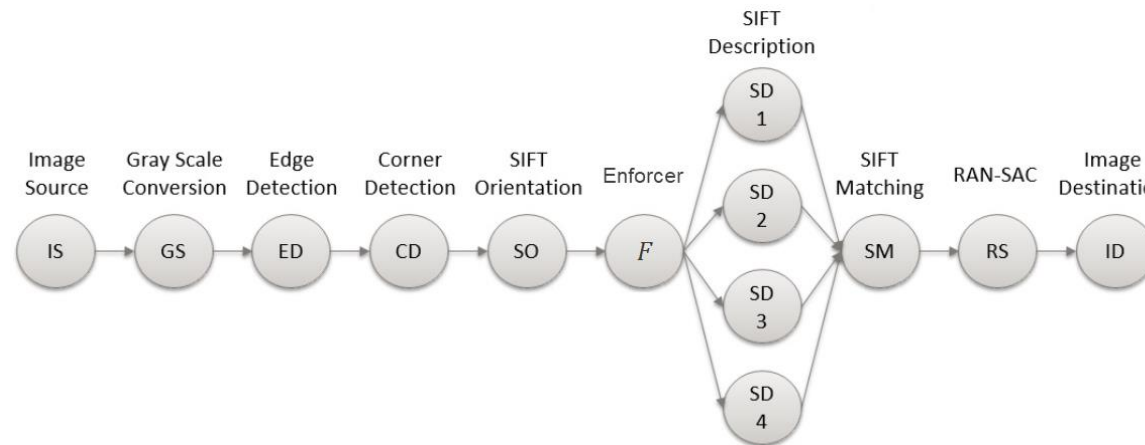 Image
Source
IS
Gray Scale
Conversion
GS
Edge
Detection
ED
Corner
Detection
CD
SIFT
Orientation
SO
Enforcer
F
SIFT
Description
SD
1
SD
2
SD
3
SD
4
SIFT
Matching
SM
RAN-SAC
RS
Image
Destinatio
ID